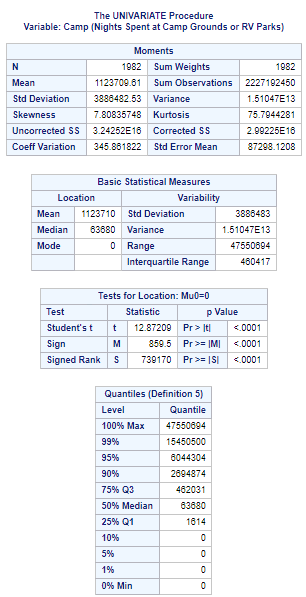 The UNIVARIATE Procedure
Variable: Camp (Nights Spent at Camp Grounds or RV Parks)
Moments
N 1982 Sum Weights 1982
Mean 1123709.61 Sum Observations 2227192450
Std Deviation 3886482.53 Variance 1.51047E13
Skewness 7.80835748 Kurtosis 75.7944281
Uncorrected SS 3.24252E16 Corrected SS 2.99225E16
Coeff Variation 345.861822 Std Error Mean 87298.1208
Basic Statistical Measures
Location Variability
Mean 1123710 Std Deviation 3886483
Median 63680 Variance 1.51047E13
Mode 0 Range 47550694
Interquartile Range 460417
Tests for Location: Mu0=0
Test Statistic p Value
Student's t t 12.87209 Pr > |t| <.0001
Sign M 859.5 Pr >= |M| <.0001
Signed Rank S 739170 Pr >= |S| <.0001
Quantiles (Definition 5)
Level Quantile
100% Max 47550694
99% 15450500
95% 6044304
90% 2694874
75% Q3 462031
50% Median 63680
25% Q1 1614
10% 0
5% 0
1% 0
0% Min 0